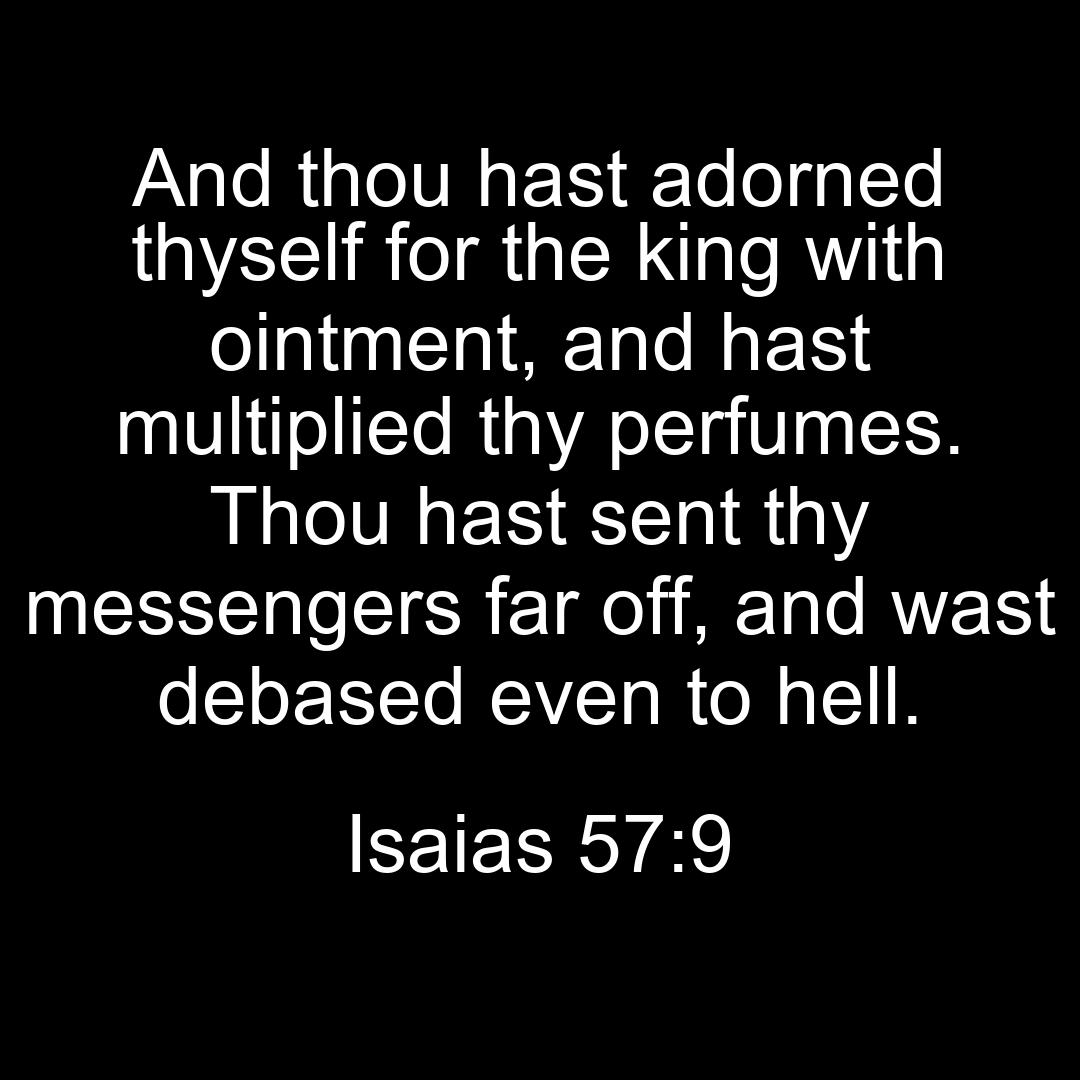 And thou hast adorned
thyself for the king with
ointment, and hast
multiplied thy perfumes.
Thou hast sent thy
messengers far off, and wast
debased even to hell.
Isaias 57:9